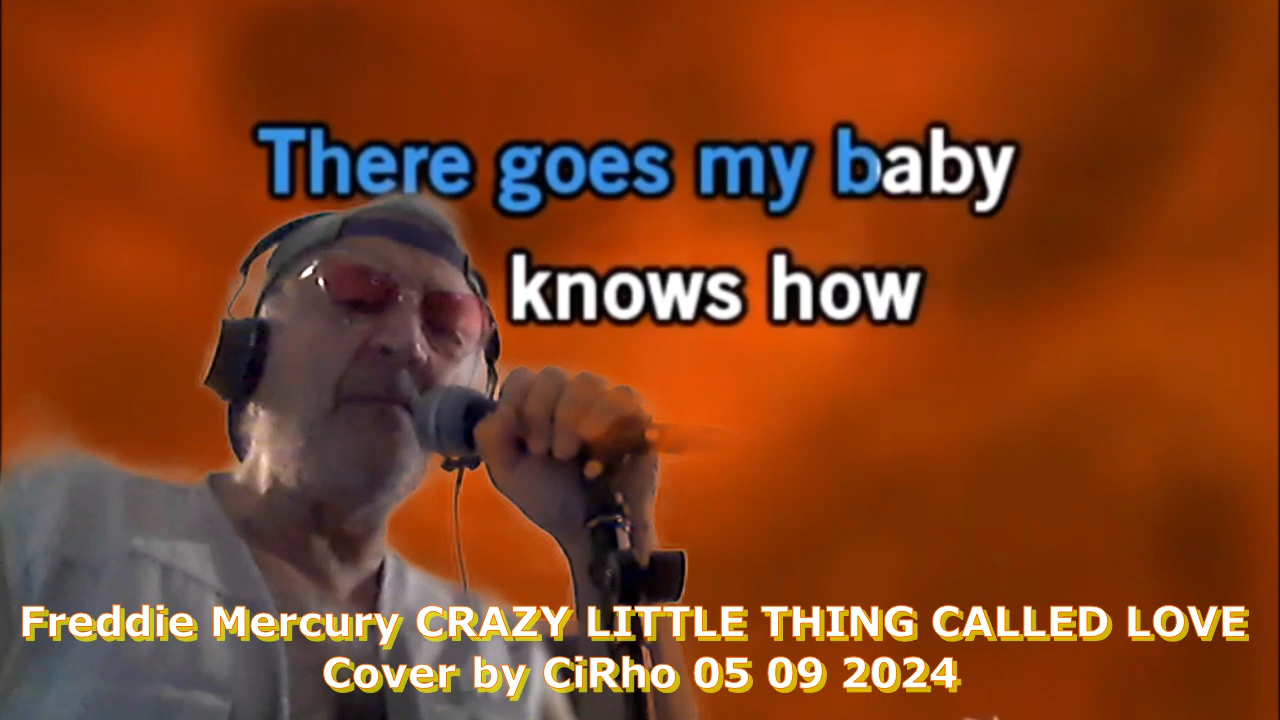 There goes my baby
knows how
Freddie Mercury CRAZY LITTLE THING CALLED LOVE
Cover by CiRho 05 09 2024